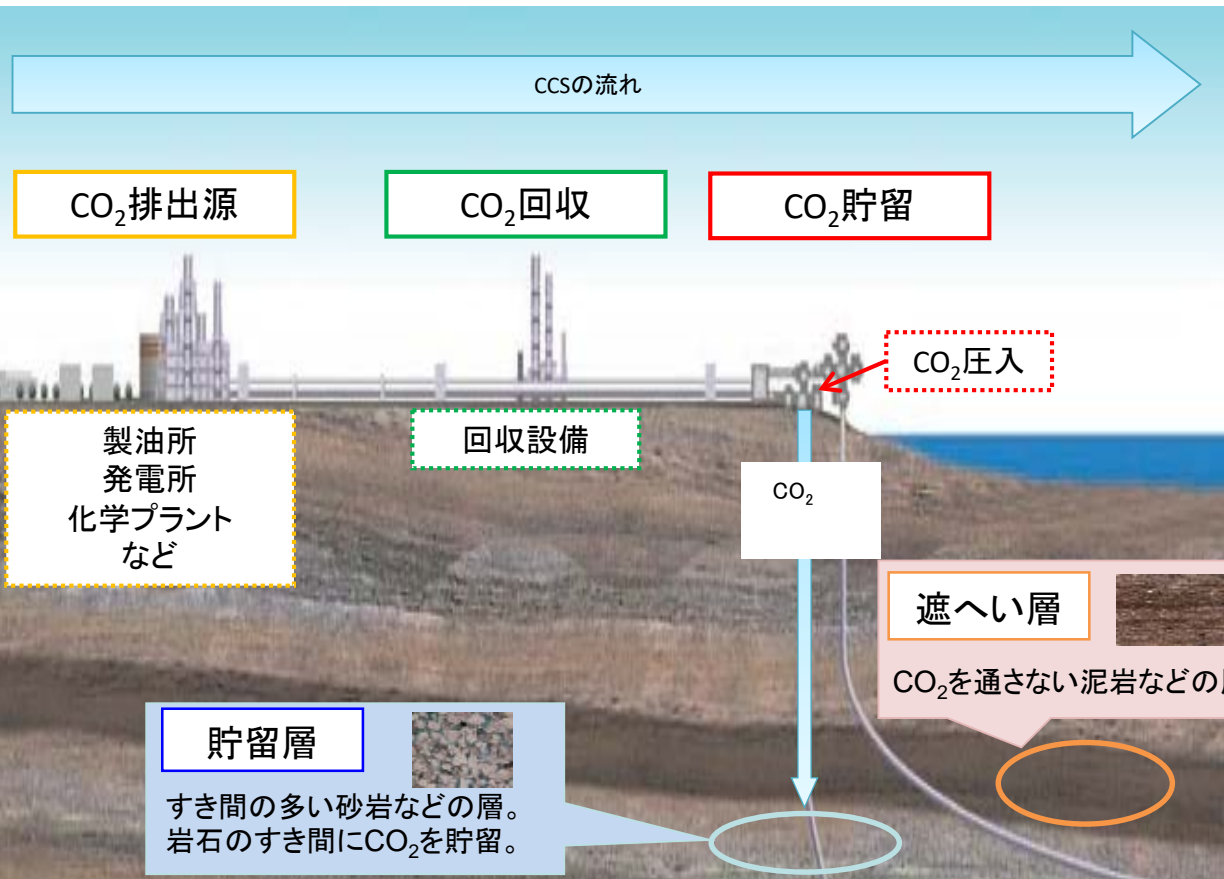 CCSの流れ
CO₂排出源
CO₂回収
CO₂貯留
CO₂圧入
製油所
発電所
化学プラント
など
回収設備
CO₂
遮へい層
CO₂を通さない泥岩などの
貯留層
すき間の多い砂岩などの層。
岩石のすき間にCO₂を貯留。